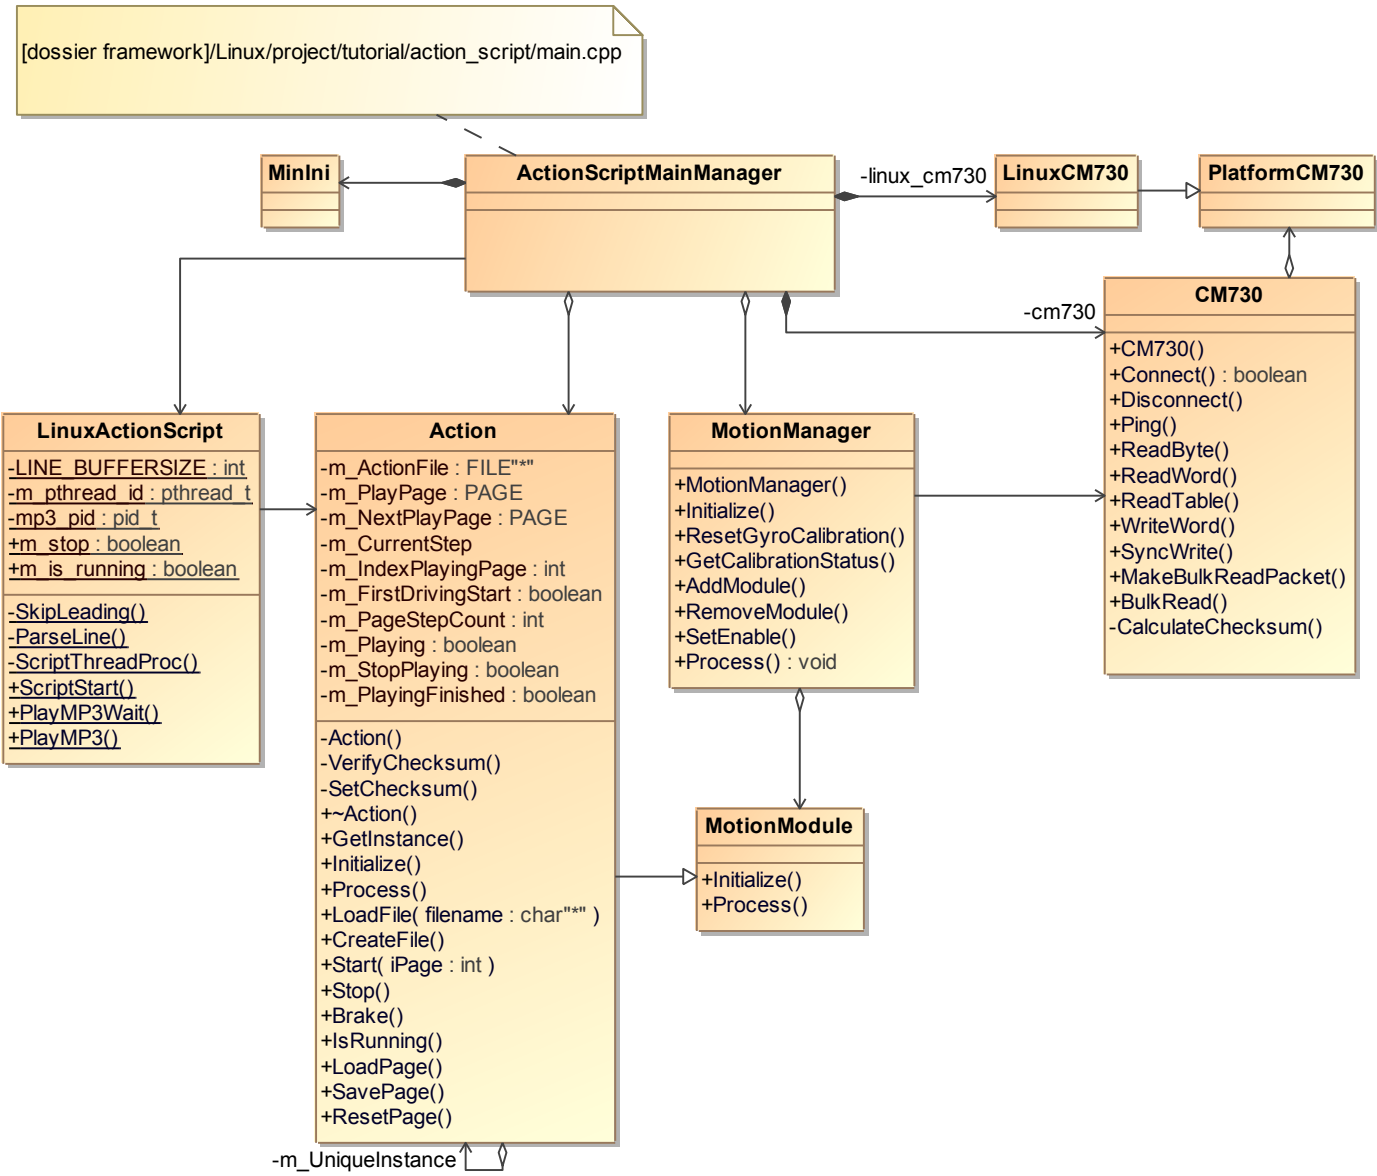 [dossier framework]/Linux/project/tutorial/action_script/main.cpp
MinIni
ActionScriptMainManager
-linux_cm730
LinuxCM730
PlatformCM730
-cm730
CM730
+CM730()
+Connect() : boolean
+Disconnect()
+Ping()
+ReadByte()
+ReadWord()
+ReadTable()
+WriteWord()
+SyncWrite()
+MakeBulkReadPacket()
+BulkRead()
-CalculateChecksum()
LinuxActionScript
-LINE_BUFFERSIZE : int
-m_pthread_id : pthread_t
-mp3_pid : pid_t
+m_stop : boolean
+m_is_running : boolean
-SkipLeading()
-ParseLine()
-ScriptThreadProc()
+ScriptStart()
+PlayMP3Wait()
+PlayMP3()
Action
-m_ActionFile : FILE"*"
-m_PlayPage : PAGE
-m_NextPlayPage : PAGE
-m_CurrentStep
-m_IndexPlayingPage : int
-m_FirstDrivingStart : boolean
-m_PageStepCount : int
-m_Playing : boolean
-m_StopPlaying : boolean
-m_PlayingFinished : boolean
-Action()
-VerifyChecksum()
-SetChecksum()
+~Action()
+GetInstance()
+Initialize()
+Process()
+LoadFile( filename : char"*" )
+CreateFile()
+Start( iPage : int )
+Stop()
+Brake()
+IsRunning()
+LoadPage()
+SavePage()
+ResetPage()
-m_UniqueInstance
MotionManager
+MotionManager()
+Initialize()
+ResetGyroCalibration()
+GetCalibrationStatus()
+AddModule()
+RemoveModule()
+SetEnable()
+Process() : void
MotionModule
+Initialize()
+Process()